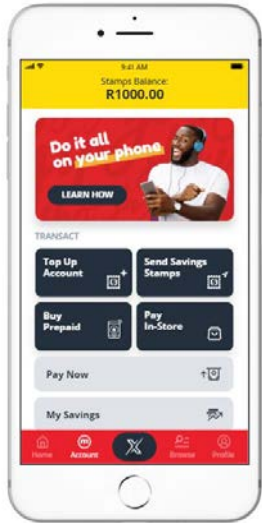 9:41 AM
Stamps Balance:
R1000.00
Do it all
on your phone
LEARN HOW
TRANSACT
Top Up
Account
Send Savings
Stamps
Buy
Prepaid
Pay
In-Store
Pay Now
My Savings
Home
Account
Browse
Profile